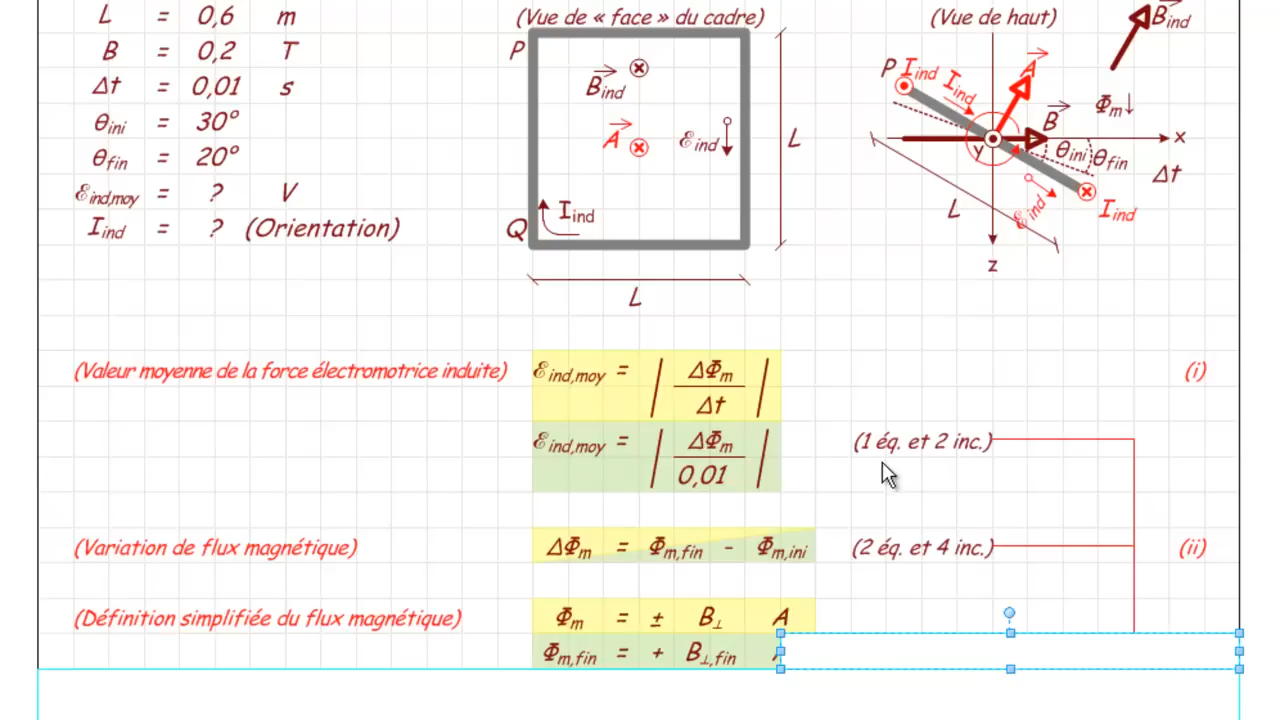 L = 0,6 m
B = 0,2 T
Δt = 0,01 s
θini = 30°
θfin = 20°
ℰind,moy = ? V
Iind = ? (Orientation)
(Vue de « face » du cadre)
P
Bind
A
ℰind
L
Iind
Q
L
(Vue de haut)
Bind
P Iind
Iind
A
Φm↓
B
x
y
θini
θfin
Δt
ℰind
L
Iind
z
(Valeur moyenne de la force électromotrice induite) ℰind,moy = | ΔΦm / Δt | (i)
ℰind,moy = | ΔΦm / 0,01 | (1 éq. et 2 inc.)
(Variation de flux magnétique) ΔΦm = Φm,fin - Φm,ini (2 éq. et 4 inc.) (ii)
(Définition simplifiée du flux magnétique) Φm = ± B⊥ A
Φm,fin = + B⊥,fin